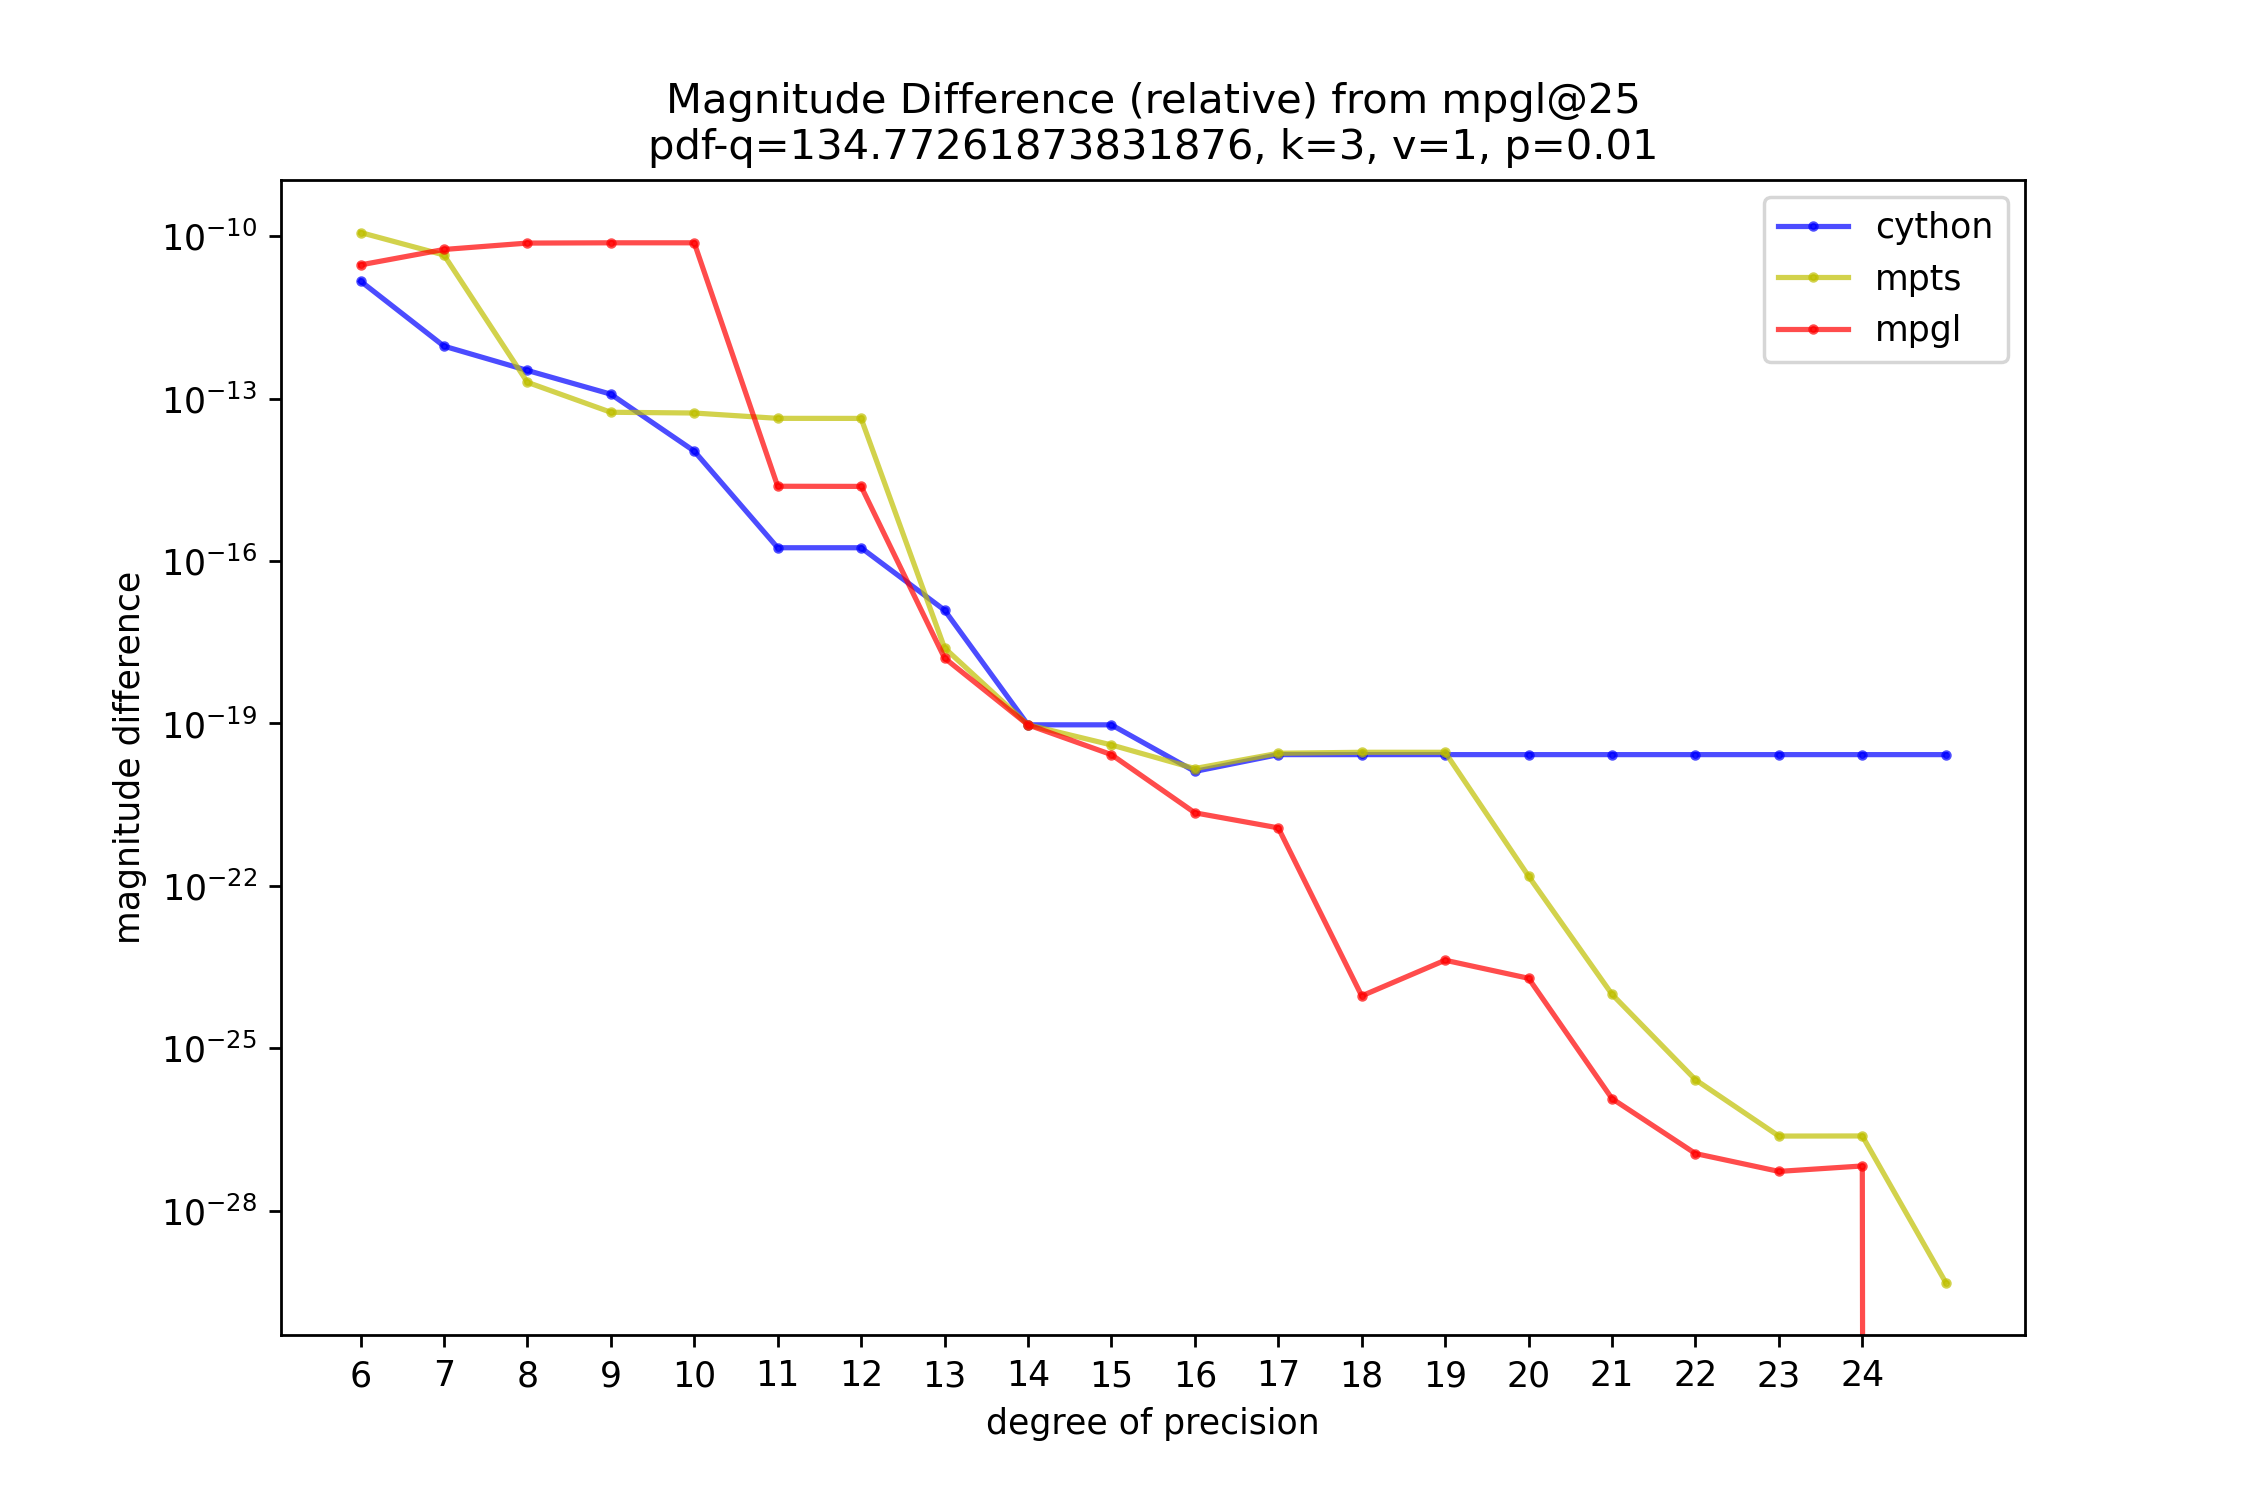 Magnitude Difference (relative) from mpgl@25
pdf-q=134.77261873831876, k=3, v=1, p=0.01
cython
mpts
mpgl
magnitude difference
10⁻¹⁰
10⁻¹³
10⁻¹⁶
10⁻¹⁹
10⁻²²
10⁻²⁵
10⁻²⁸
6 7 8 9 10 11 12 13 14 15 16 17 18 19 20 21 22 23 24
degree of precision